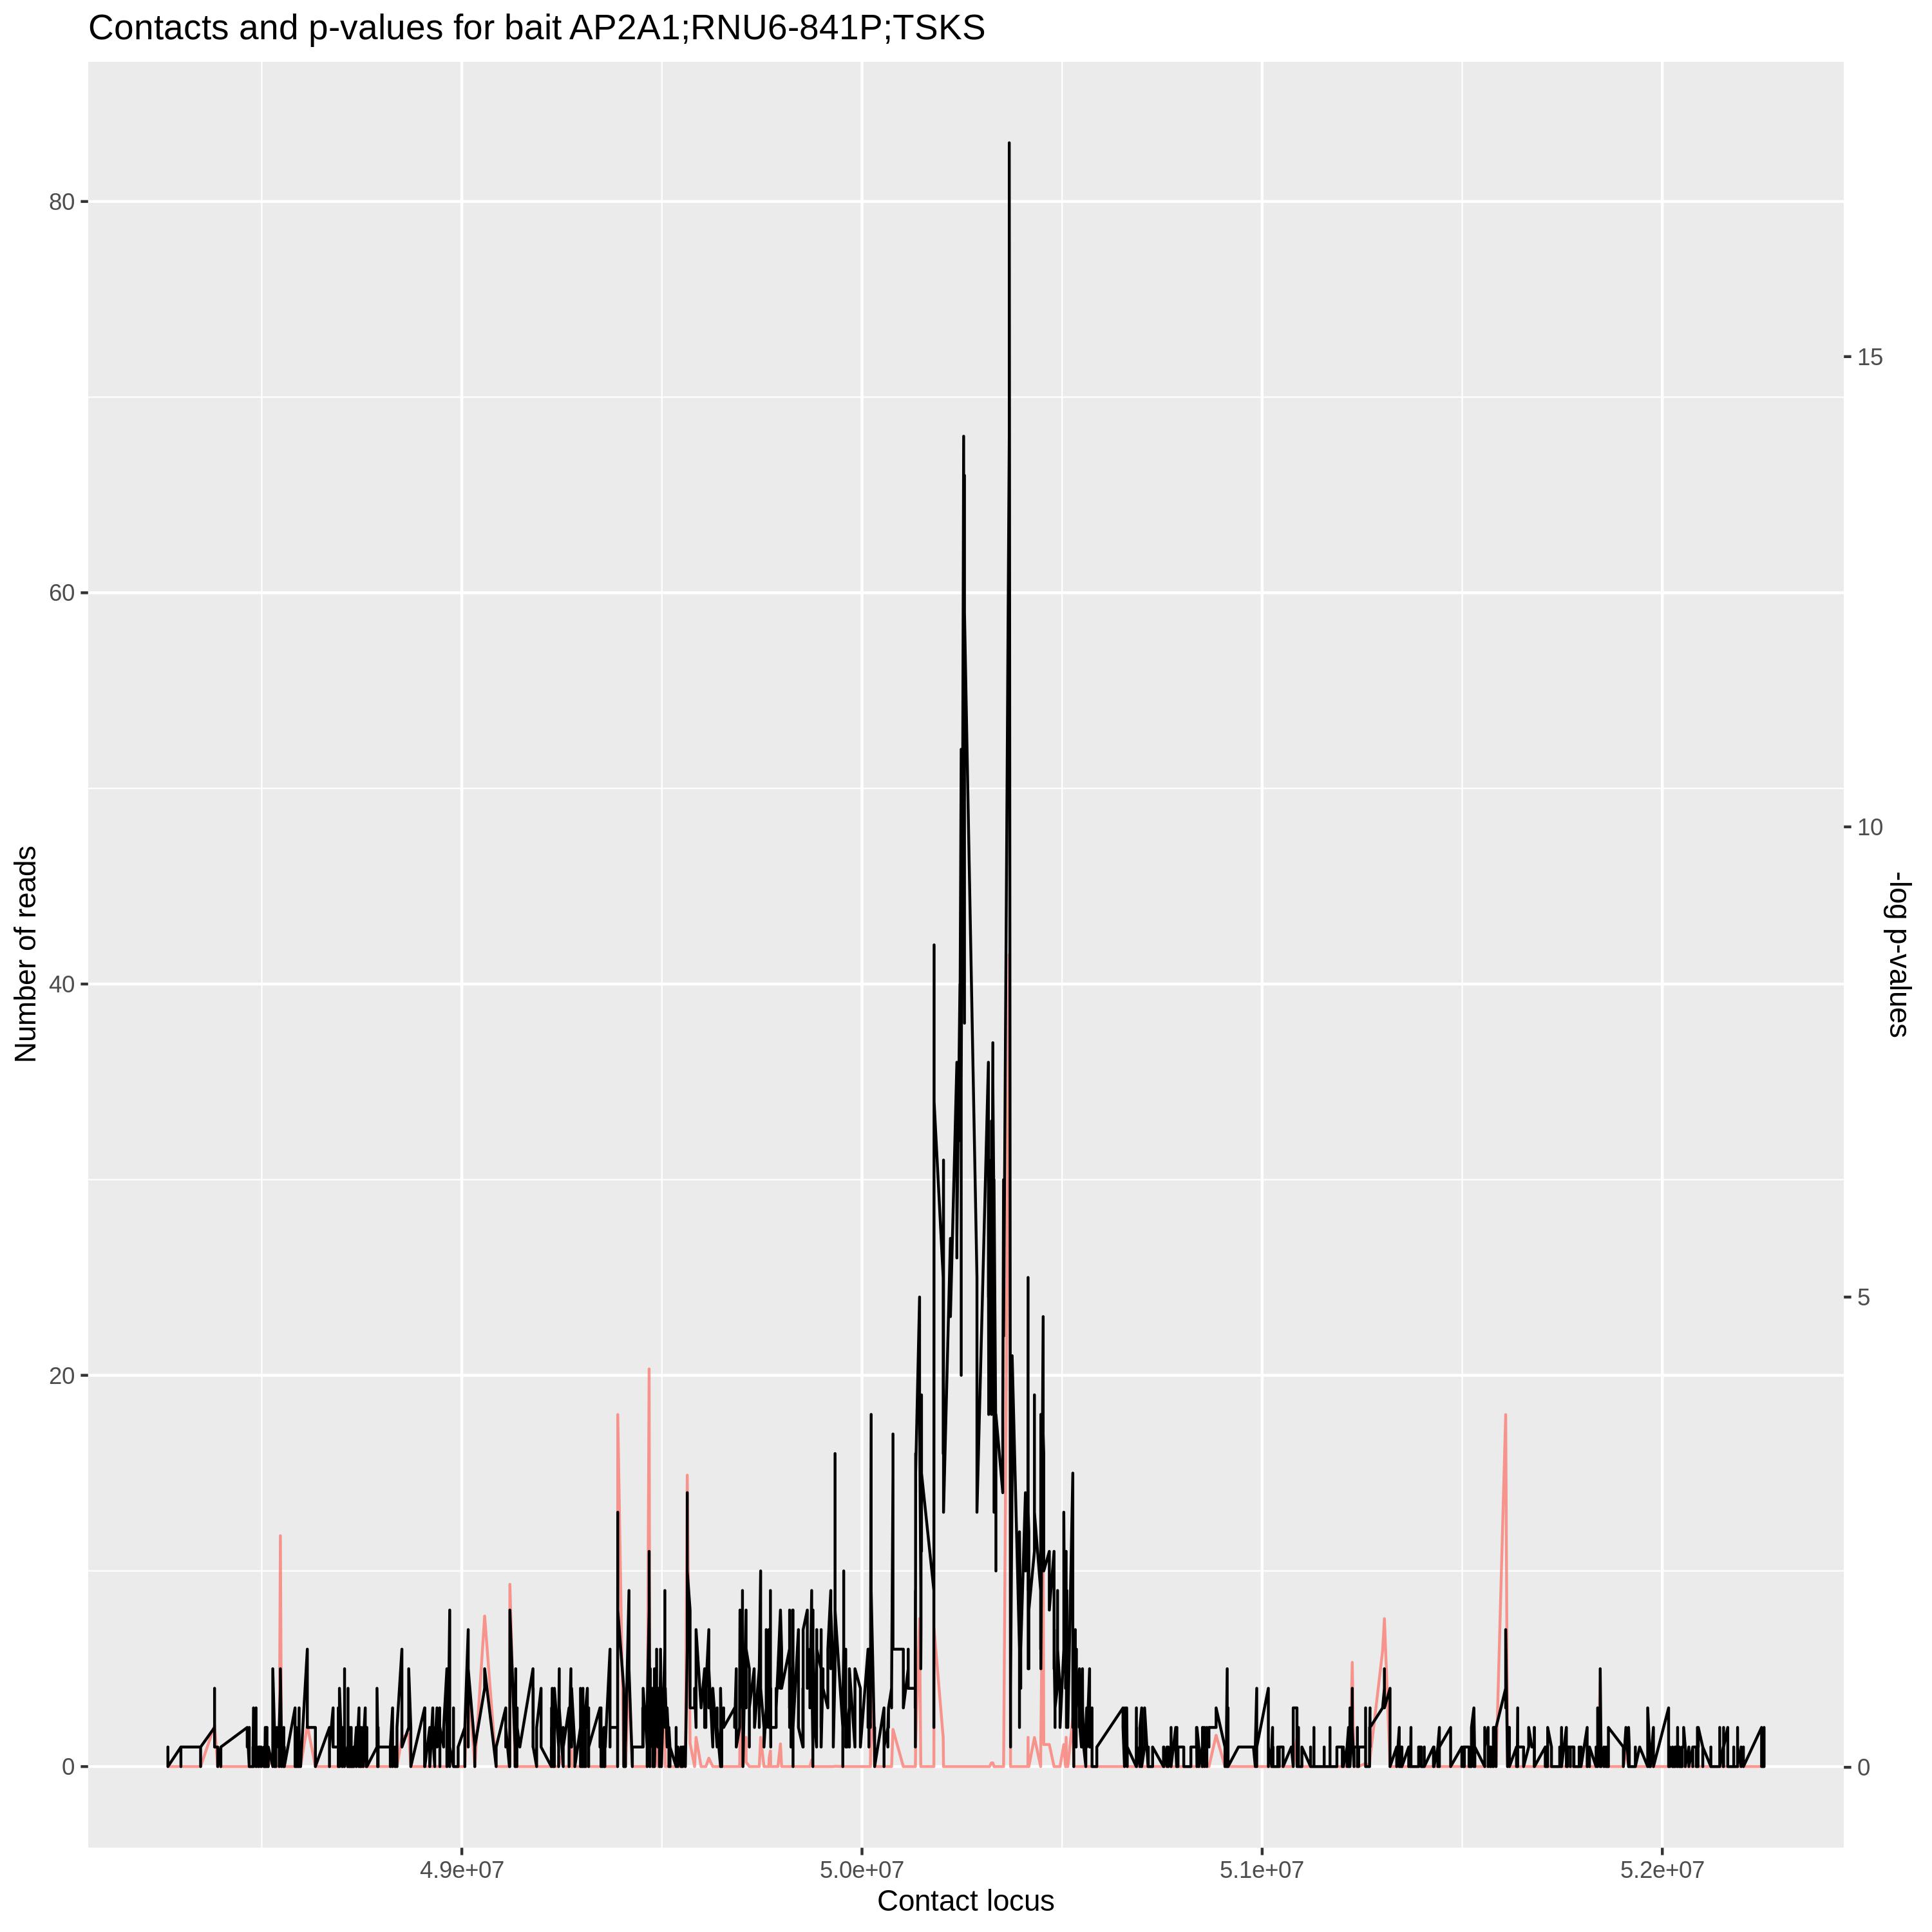 Contacts and p-values for bait AP2A1;RNU6-841P;TSKS
80
60
40
20
0
Number of reads
15
10
5
0
-log p-values
4.9e+07 5.0e+07 5.1e+07 5.2e+07
Contact locus